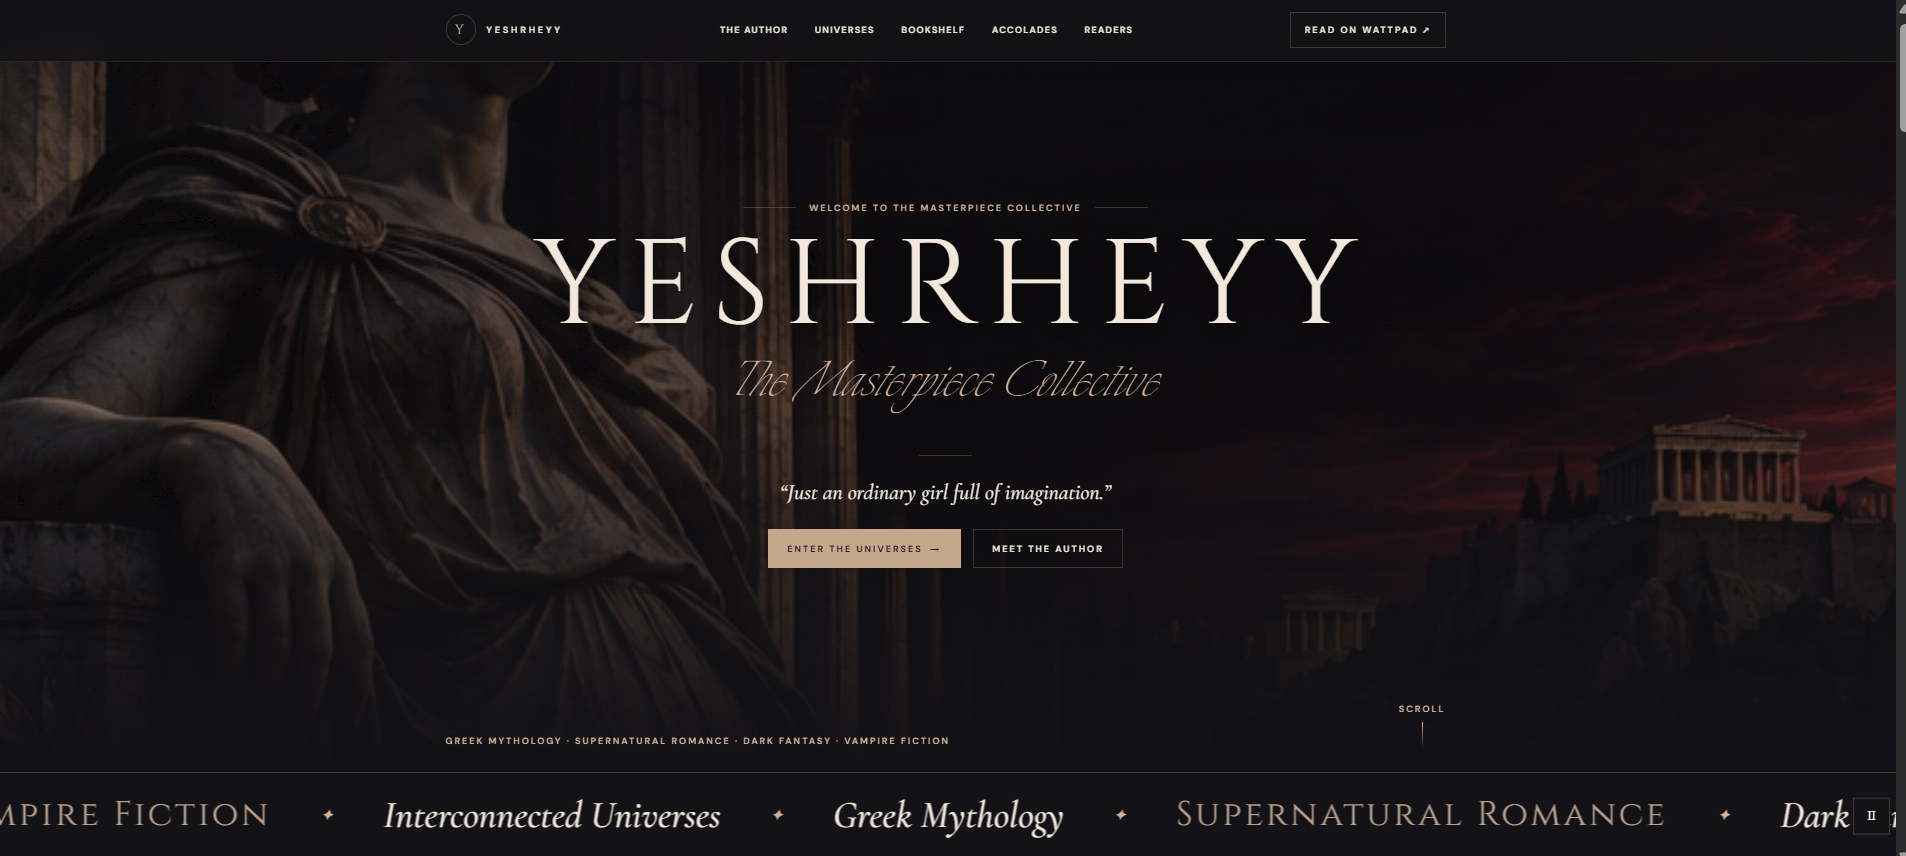 Y YESHRHEYY THE AUTHOR UNIVERSES BOOKSHELF ACCOLADES READERS READ ON WATTPAD ↗
WELCOME TO THE MASTERPIECE COLLECTIVE
YESHRHEYY
The Masterpiece Collective
“Just an ordinary girl full of imagination.”
ENTER THE UNIVERSES → MEET THE AUTHOR
SCROLL
GREEK MYTHOLOGY · SUPERNATURAL ROMANCE · DARK FANTASY · VAMPIRE FICTION
MPIRE FICTION ✦ Interconnected Universes ✦ Greek Mythology ✦ SUPERNATURAL ROMANCE ✦ Dark